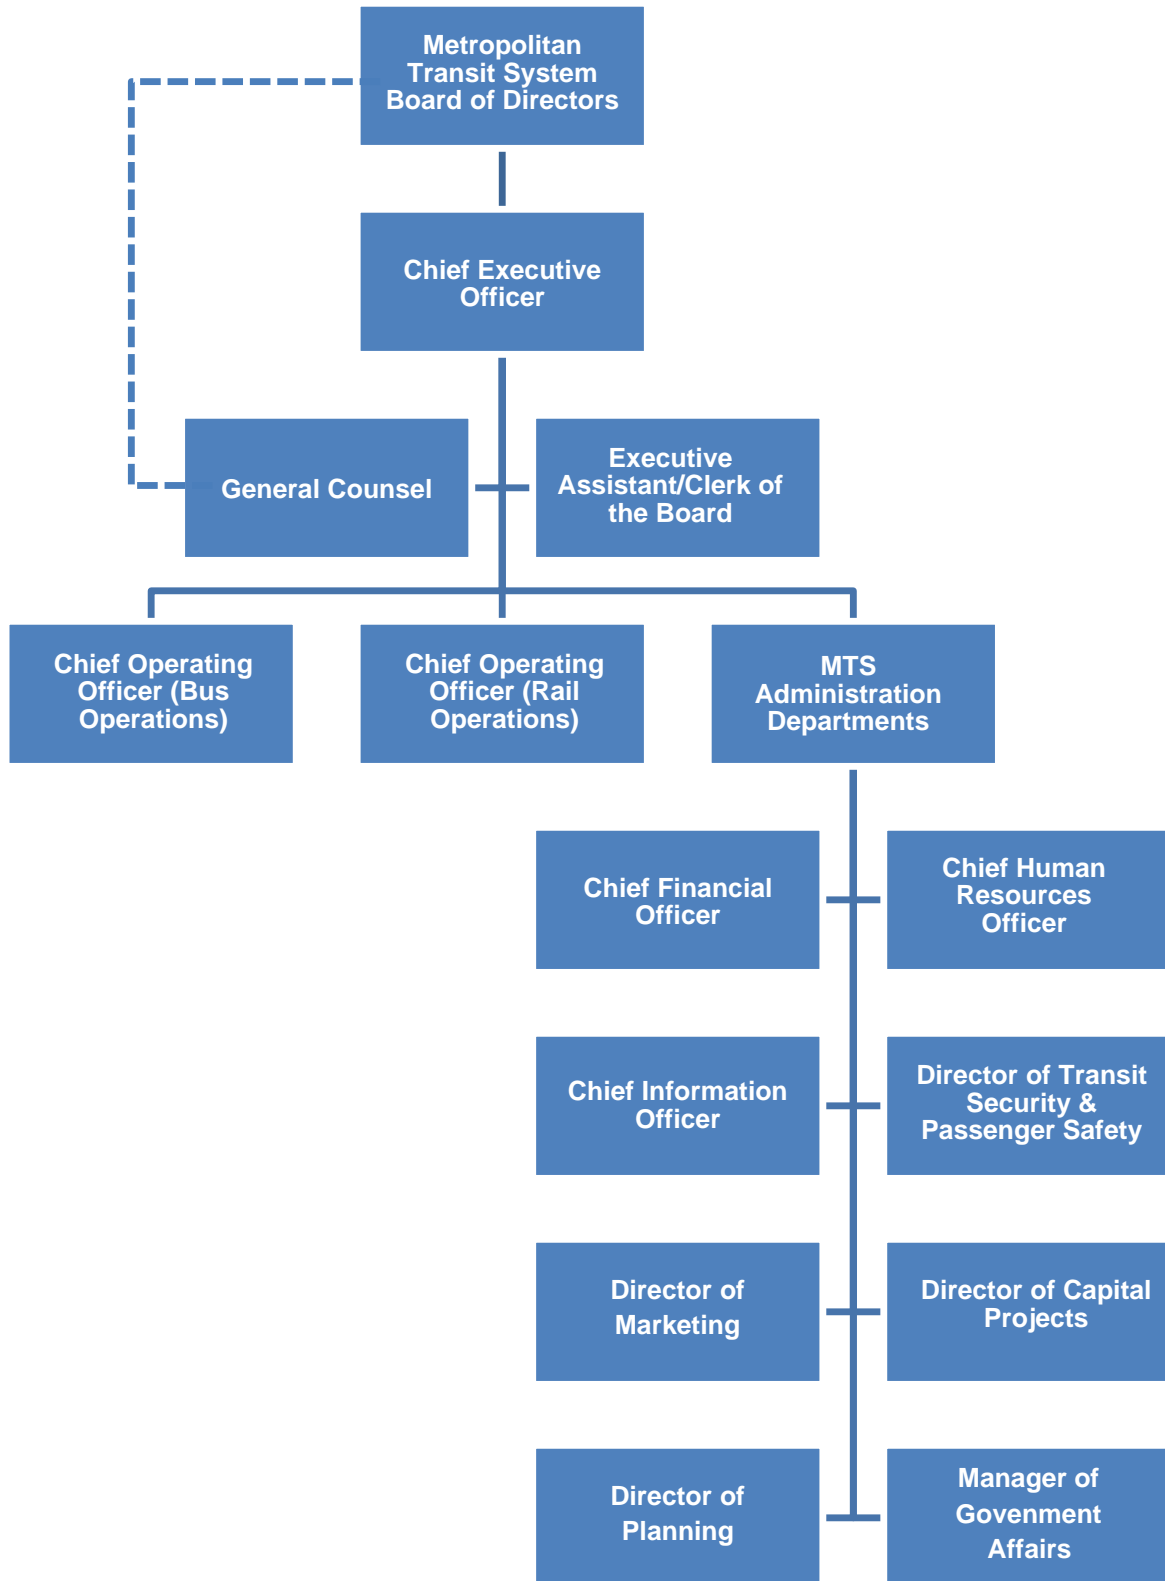 Metropolitan
Transit System
Board of Directors
Chief Executive
Officer
General Counsel
Executive
Assistant/Clerk of
the Board
Chief Operating
Officer (Bus
Operations)
Chief Operating
Officer (Rail
Operations)
MTS
Administration
Departments
Chief Financial
Officer
Chief Human
Resources
Officer
Chief Information
Officer
Director of Transit
Security &
Passenger Safety
Director of
Marketing
Director of Capital
Projects
Director of
Planning
Manager of
Govenment
Affairs